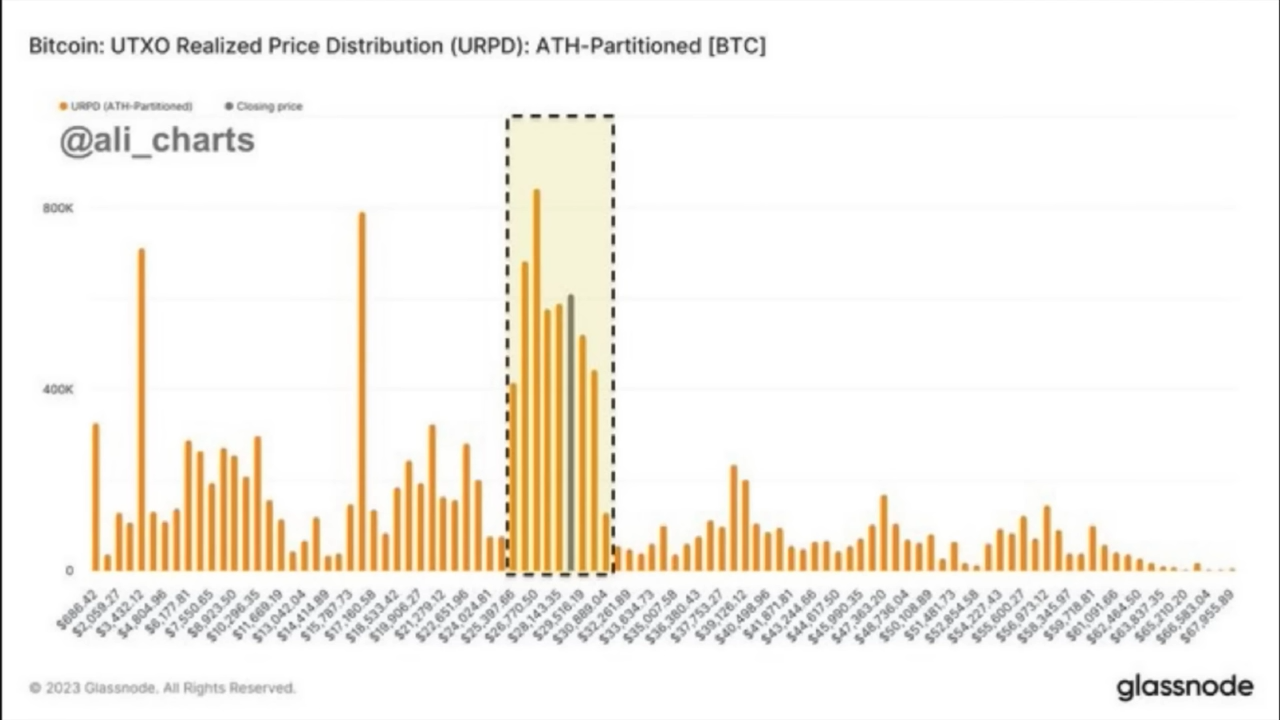 Bitcoin: UTXO Realized Price Distribution (URPD): ATH-Partitioned [BTC]
URPD (ATH-Partitioned) Closing price
@ali_charts
800K
400K
0
$686.42 $2,059.27 $3,432.12 $4,804.96 $6,177.81 $7,550.65 $8,923.50 $10,296.35 $11,669.19 $13,042.04 $14,414.89 $15,787.73 $17,160.58 $18,533.42 $19,906.27 $21,279.12 $22,651.96 $24,024.81 $25,397.66 $26,770.50 $28,143.35 $29,516.19 $30,889.04 $32,261.89 $33,634.73 $35,007.58 $36,380.43 $37,753.27 $39,126.12 $40,498.96 $41,871.81 $43,244.66 $44,617.50 $45,990.35 $47,363.20 $48,736.04 $50,108.89 $51,481.73 $52,854.58 $54,227.43 $55,600.27 $56,973.12 $58,345.97 $59,718.81 $61,091.66 $62,464.50 $63,837.35 $65,210.20 $66,583.04 $67,955.89
© 2023 Glassnode. All Rights Reserved.
glassnode